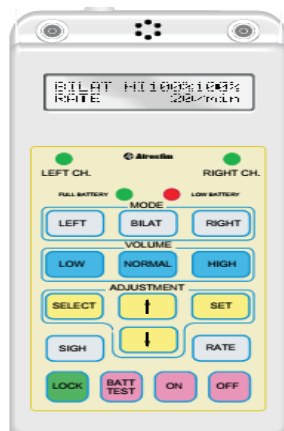 BILAT HI100%100%
RATE 20/min
Atrostim
LEFT CH. RIGHT CH.
FULL BATTERY LOW BATTERY
MODE
LEFT BILAT RIGHT
VOLUME
LOW NORMAL HIGH
ADJUSTMENT
SELECT ↑ SET
↓
SIGH RATE
LOCK BATT TEST ON OFF